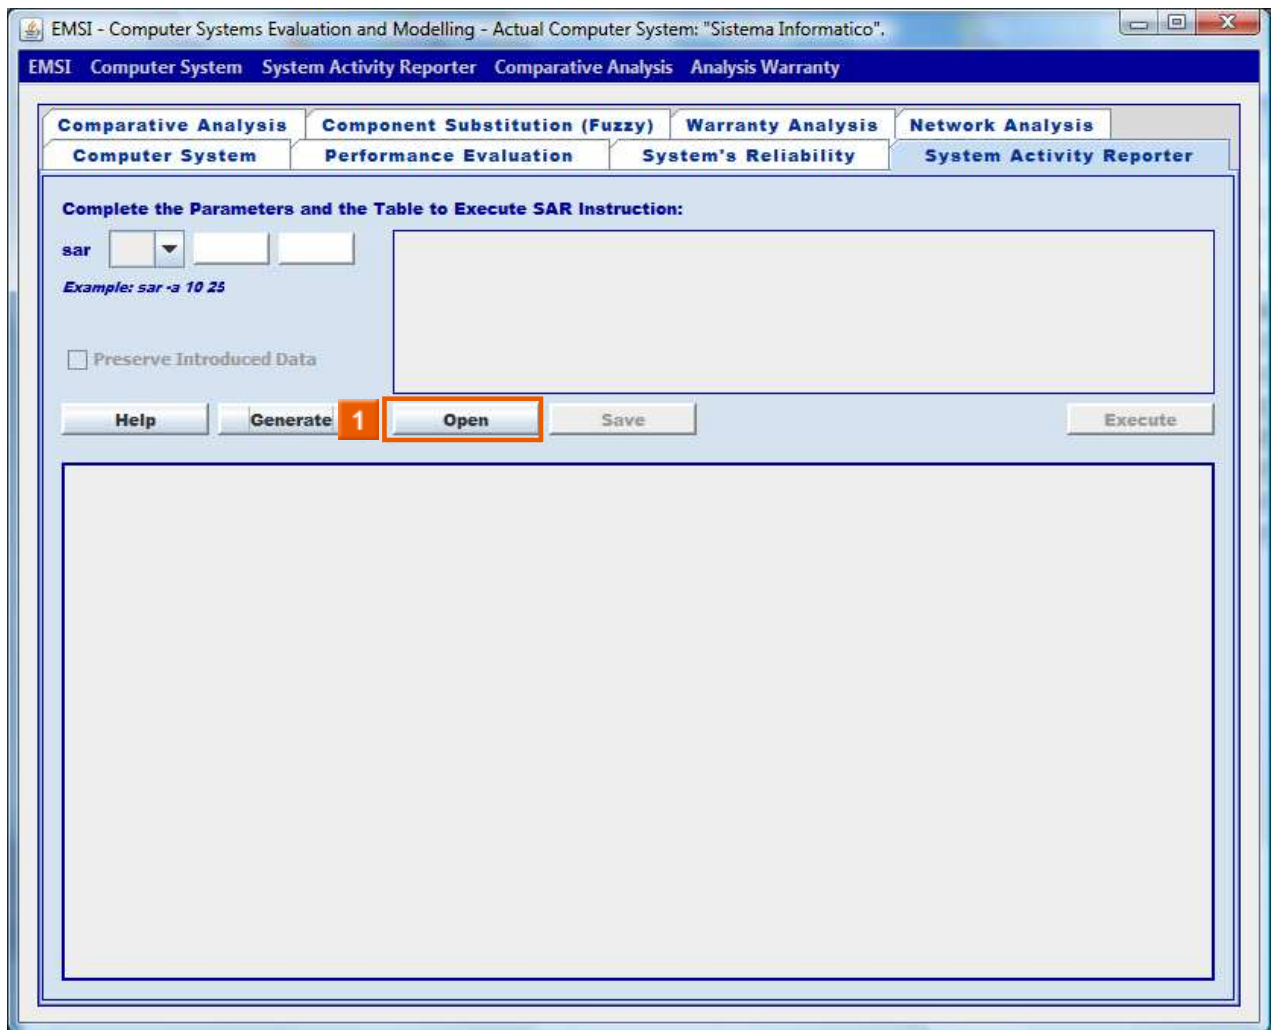 EMSI - Computer Systems Evaluation and Modelling - Actual Computer System: "Sistema Informatico".
EMSI Computer System System Activity Reporter Comparative Analysis Analysis Warranty
Comparative Analysis Component Substitution (Fuzzy) Warranty Analysis Network Analysis
Computer System Performance Evaluation System's Reliability System Activity Reporter
Complete the Parameters and the Table to Execute SAR Instruction:
sar
Example: sar -a 10 25
Preserve Introduced Data
Help Generate 1 Open Save Execute